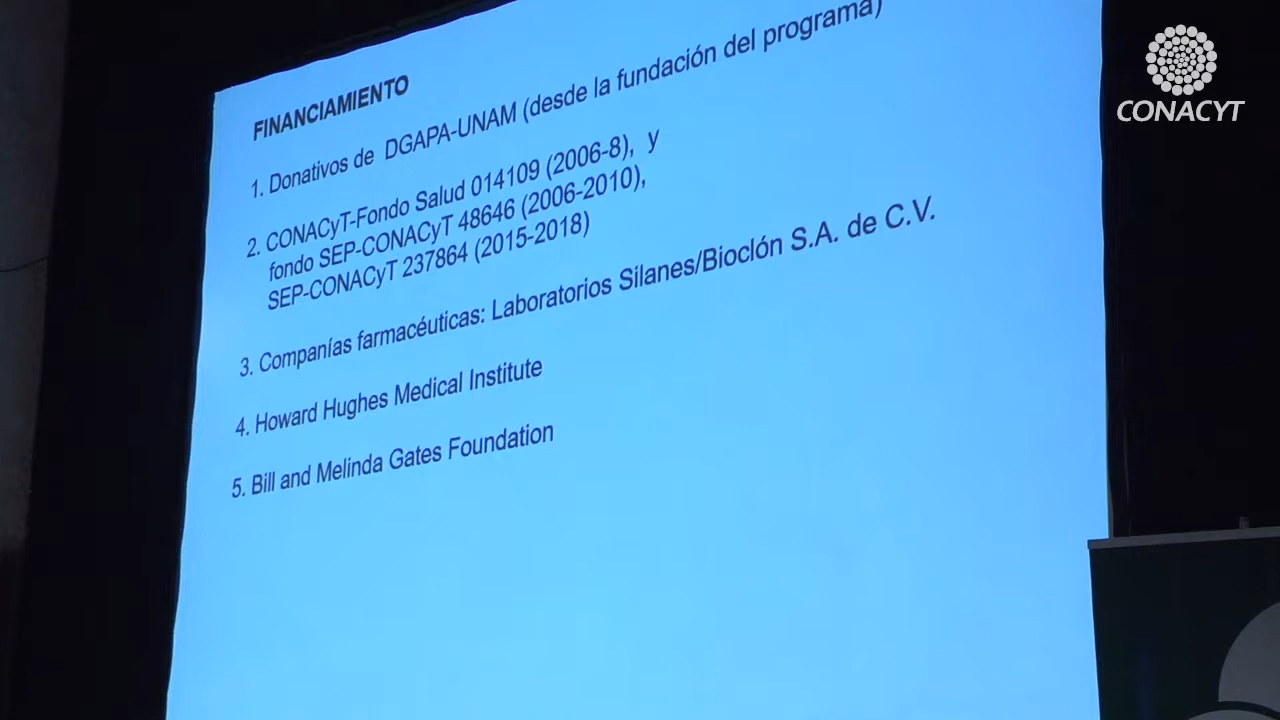 FINANCIAMIENTO
1. Donativos de DGAPA-UNAM (desde la fundación del programa)
2. CONACyT-Fondo Salud 014109 (2006-8), y
fondo SEP-CONACyT 48646 (2006-2010),
SEP-CONACyT 237864 (2015-2018)
3. Companías farmacéuticas: Laboratorios Silanes/Bioclón S.A. de C.V.
4. Howard Hughes Medical Institute
5. Bill and Melinda Gates Foundation
CONACYT